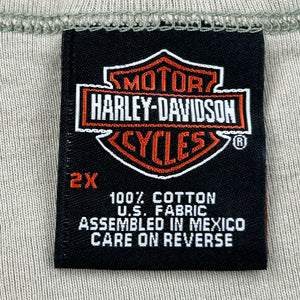 MOTOR
HARLEY-DAVIDSON
CYCLES®
2X
100% COTTON
U.S. FABRIC
ASSEMBLED IN MEXICO
CARE ON REVERSE